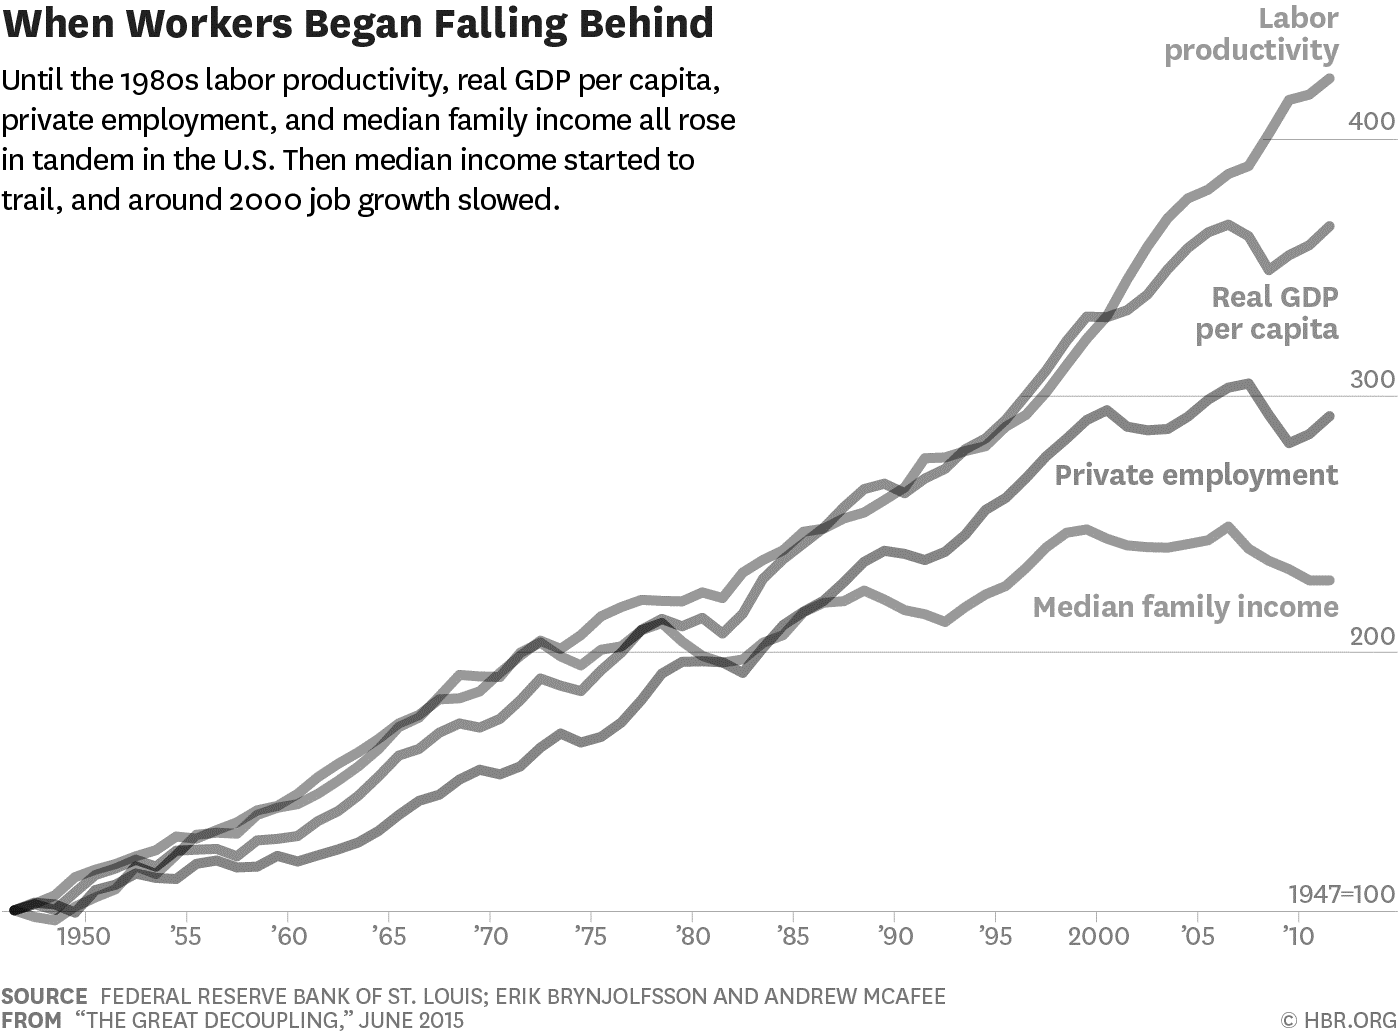 When Workers Began Falling Behind
Until the 1980s labor productivity, real GDP per capita,
private employment, and median family income all rose
in tandem in the U.S. Then median income started to
trail, and around 2000 job growth slowed.
Labor
productivity
400
Real GDP
per capita
300
Private employment
Median family income
200
1947=100
1950 ’55 ’60 ’65 ’70 ’75 ’80 ’85 ’90 ’95 2000 ’05 ’10
SOURCE FEDERAL RESERVE BANK OF ST. LOUIS; ERIK BRYNJOLFSSON AND ANDREW MCAFEE
FROM “THE GREAT DECOUPLING,” JUNE 2015
© HBR.ORG